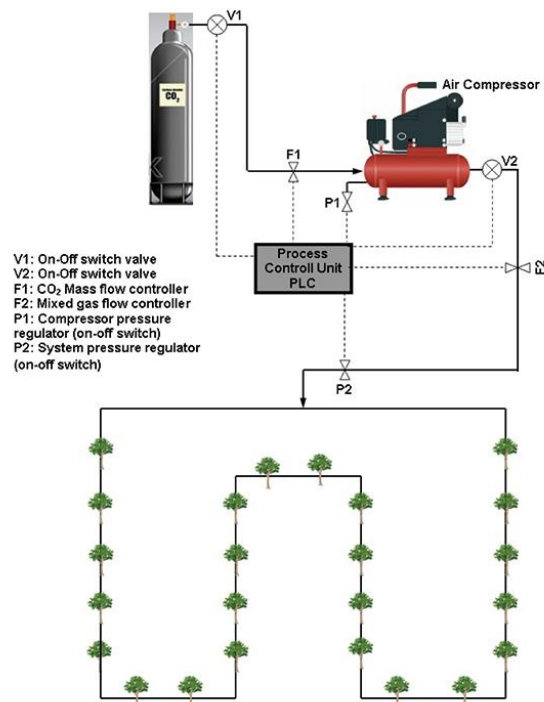 V1
Air Compressor
CO₂
F1
V2
P1
Process
Controll Unit
PLC
F2
V1: On-Off switch valve
V2: On-Off switch valve
F1: CO₂ Mass flow controller
F2: Mixed gas flow controller
P1: Compressor pressure
regulator (on-off switch)
P2: System pressure regulator
(on-off switch)
P2